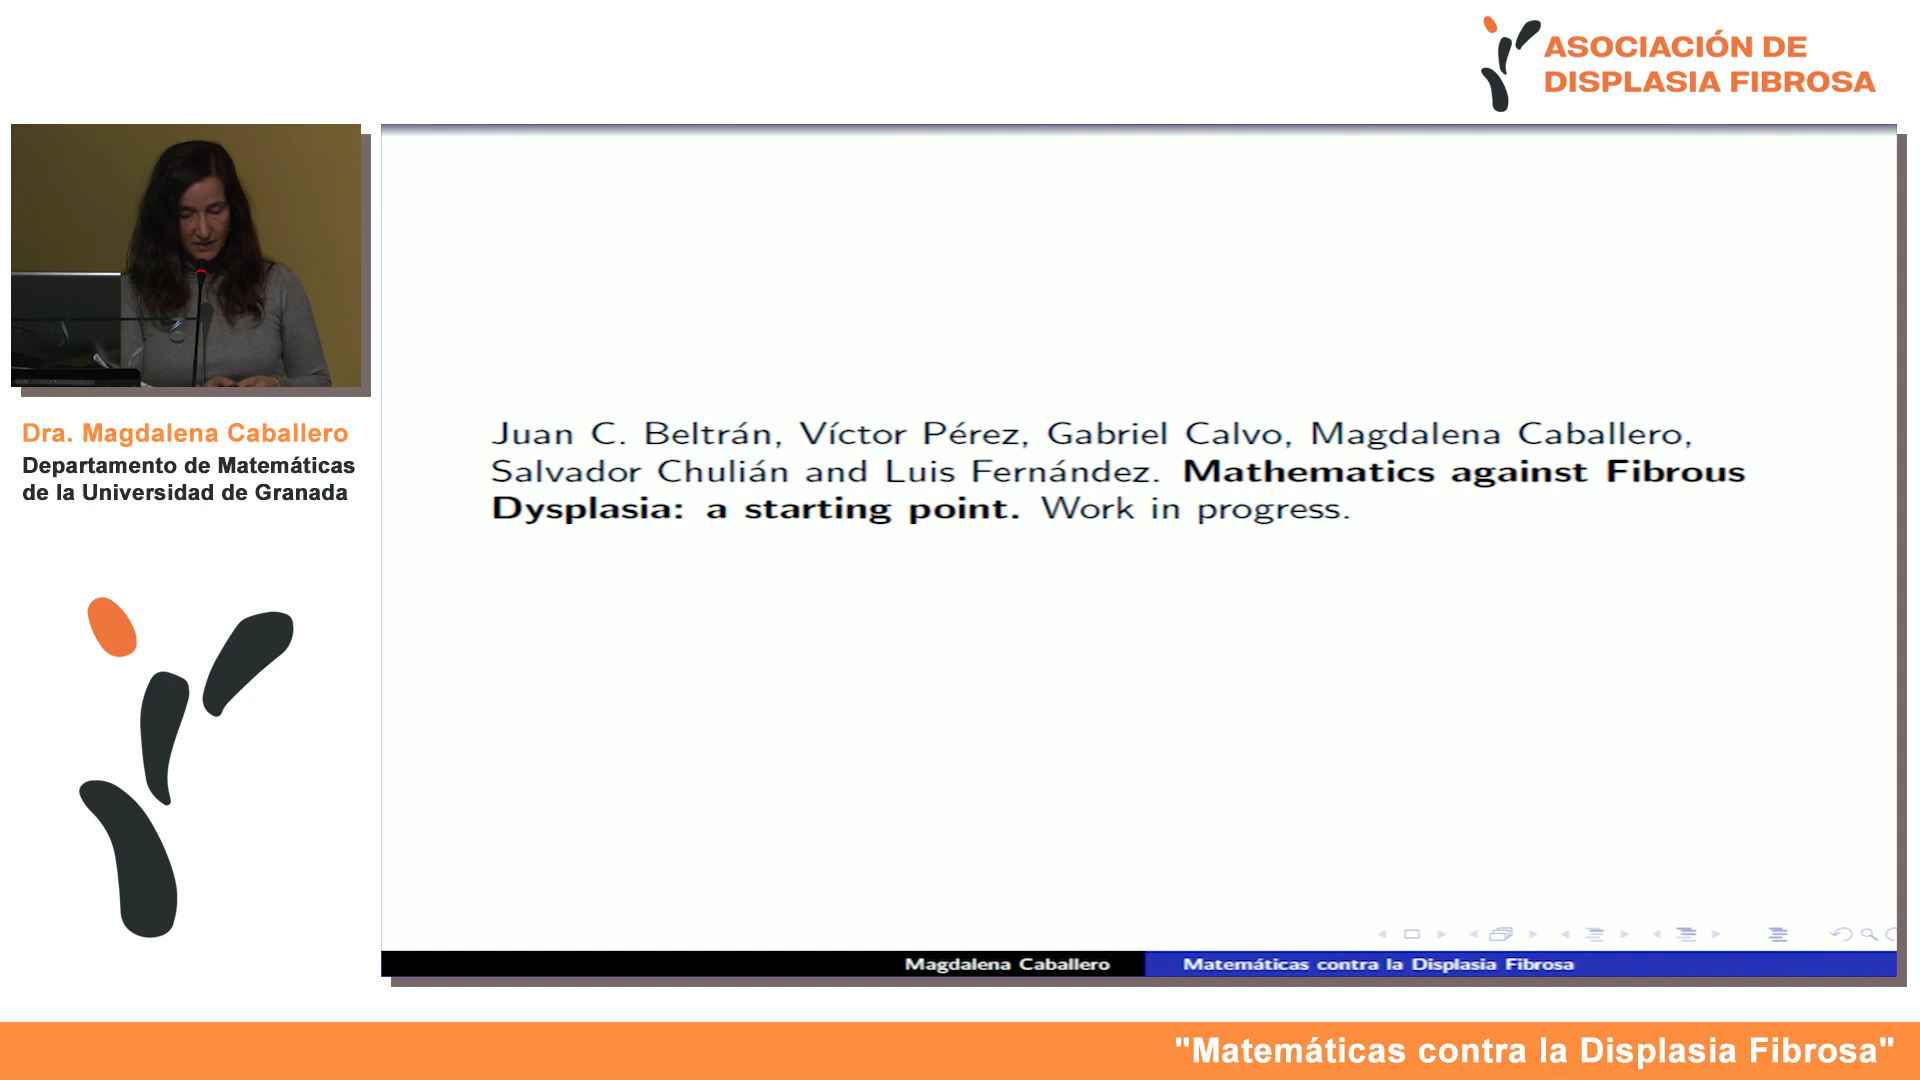 ASOCIACIÓN DE
DISPLASIA FIBROSA
Dra. Magdalena Caballero
Departamento de Matemáticas
de la Universidad de Granada
Juan C. Beltrán, Víctor Pérez, Gabriel Calvo, Magdalena Caballero,
Salvador Chulián and Luis Fernández. Mathematics against Fibrous
Dysplasia: a starting point. Work in progress.
Magdalena Caballero
Matemáticas contra la Displasia Fibrosa
"Matemáticas contra la Displasia Fibrosa"